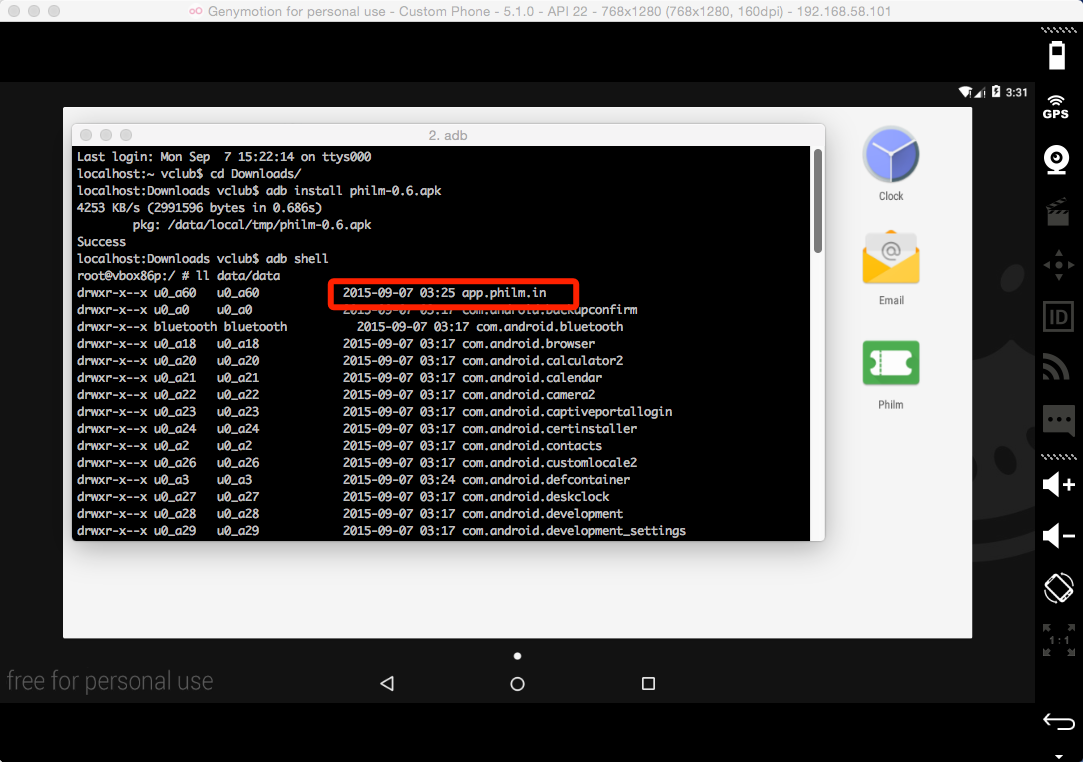 Genymotion for personal use - Custom Phone - 5.1.0 - API 22 - 768x1280 (768x1280, 160dpi) - 192.168.58.101
3:31
GPS
2. adb
Last login: Mon Sep  7 15:22:14 on ttys000
localhost:~ vclub$ cd Downloads/
localhost:Downloads vclub$ adb install philm-0.6.apk
4253 KB/s (2991596 bytes in 0.686s)
pkg: /data/local/tmp/philm-0.6.apk
Success
localhost:Downloads vclub$ adb shell
root@vbox86p:/ # ll data/data
drwxr-x--x u0_a60   u0_a60            2015-09-07 03:25 app.philm.in
drwxr-x--x u0_a0    u0_a0             2015-09-07 03:17 com.android.backupconfirm
drwxr-x--x bluetooth bluetooth          2015-09-07 03:17 com.android.bluetooth
drwxr-x--x u0_a18   u0_a18            2015-09-07 03:17 com.android.browser
drwxr-x--x u0_a20   u0_a20            2015-09-07 03:17 com.android.calculator2
drwxr-x--x u0_a21   u0_a21            2015-09-07 03:17 com.android.calendar
drwxr-x--x u0_a22   u0_a22            2015-09-07 03:17 com.android.camera2
drwxr-x--x u0_a23   u0_a23            2015-09-07 03:17 com.android.captiveportallogin
drwxr-x--x u0_a24   u0_a24            2015-09-07 03:17 com.android.certinstaller
drwxr-x--x u0_a2    u0_a2             2015-09-07 03:17 com.android.contacts
drwxr-x--x u0_a26   u0_a26            2015-09-07 03:17 com.android.customlocale2
drwxr-x--x u0_a3    u0_a3             2015-09-07 03:24 com.android.defcontainer
drwxr-x--x u0_a27   u0_a27            2015-09-07 03:17 com.android.deskclock
drwxr-x--x u0_a28   u0_a28            2015-09-07 03:17 com.android.development
drwxr-x--x u0_a29   u0_a29            2015-09-07 03:17 com.android.development_settings
Clock
@
Email
Philm
ID
1:1
free for personal use